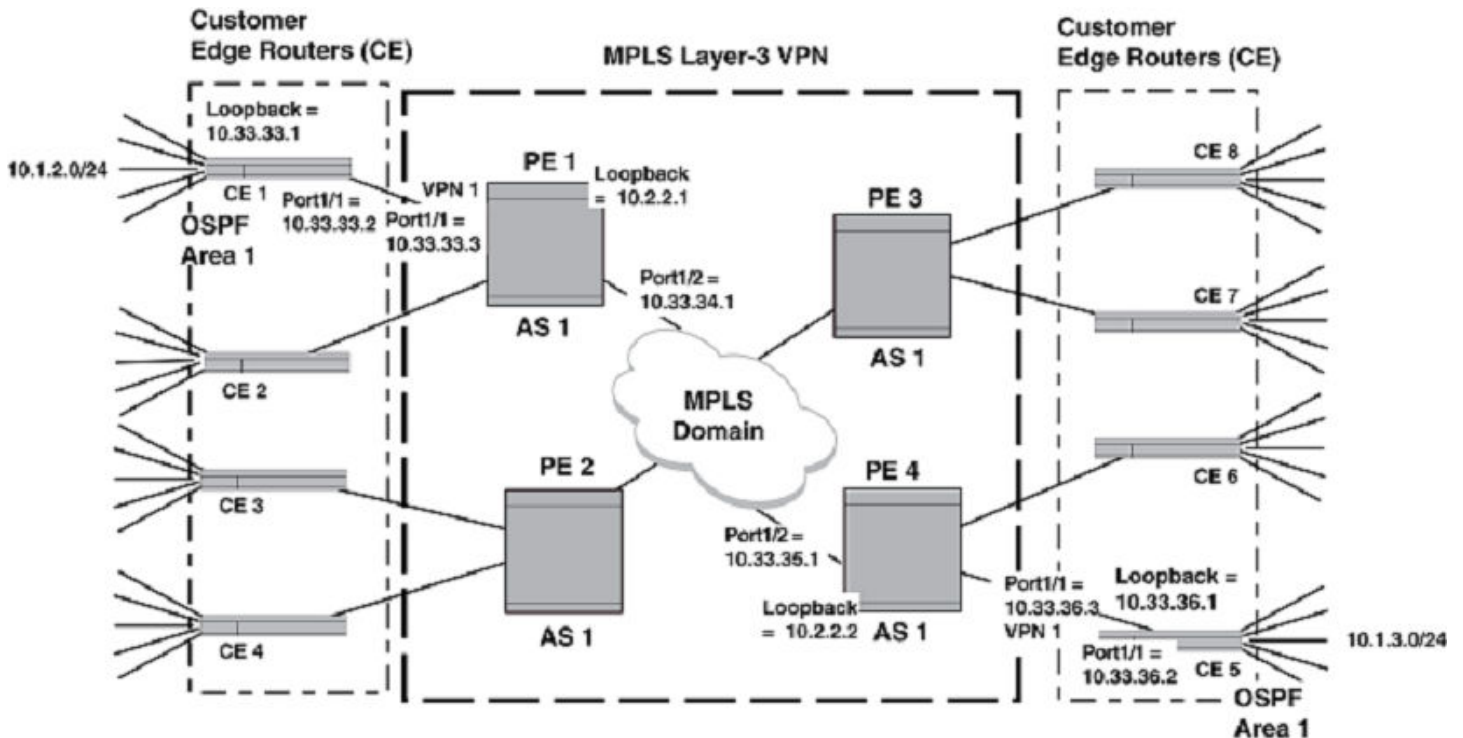 Customer
Edge Routers (CE)
MPLS Layer-3 VPN
Customer
Edge Routers (CE)
Loopback =
10.33.33.1
10.1.2.0/24
CE 1
Port1/1 =
10.33.33.2
OSPF
Area 1
VPN 1
Port1/1 =
10.33.33.3
PE 1
Loopback
= 10.2.2.1
AS 1
Port1/2 =
10.33.34.1
PE 3
AS 1
CE 8
CE 7
CE 2
MPLS
Domain
CE 3
PE 2
AS 1
CE 4
PE 4
Port1/2 =
10.33.35.1
Loopback
= 10.2.2.2
AS 1
CE 6
Port1/1 =
10.33.36.3
VPN 1
Loopback =
10.33.36.1
Port1/1 =
10.33.36.2
CE 5
10.1.3.0/24
OSPF
Area 1